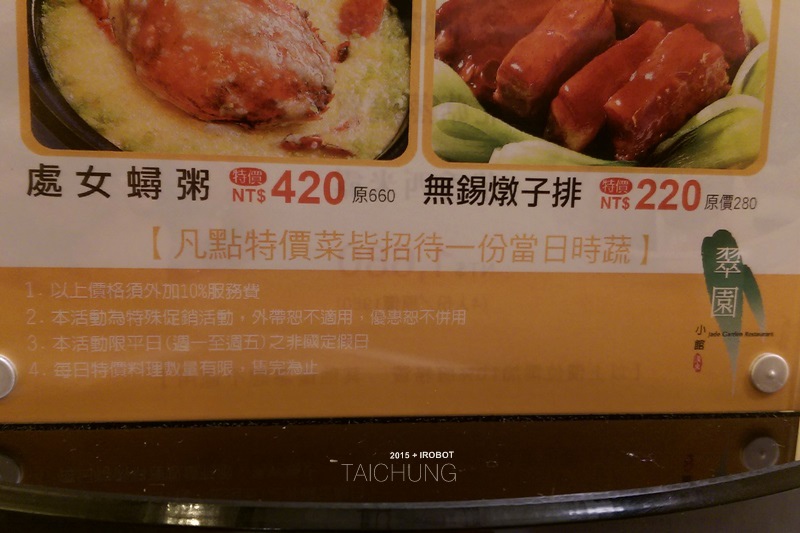 處女蟳粥 特價 NT$420 原660
無錫燉子排 特價 NT$220 原價280
【凡點特價菜皆招待一份當日時蔬】
1. 以上價格須外加10%服務費
2. 本活動為特殊促銷活動，外帶恕不適用，優惠恕不併用
3. 本活動限平日(週一至週五)之非國定假日
4. 每日特價料理數量有限，售完為止
翠園
小館
Jade Garden Restaurant
2015 + IROBOT
TAICHUNG